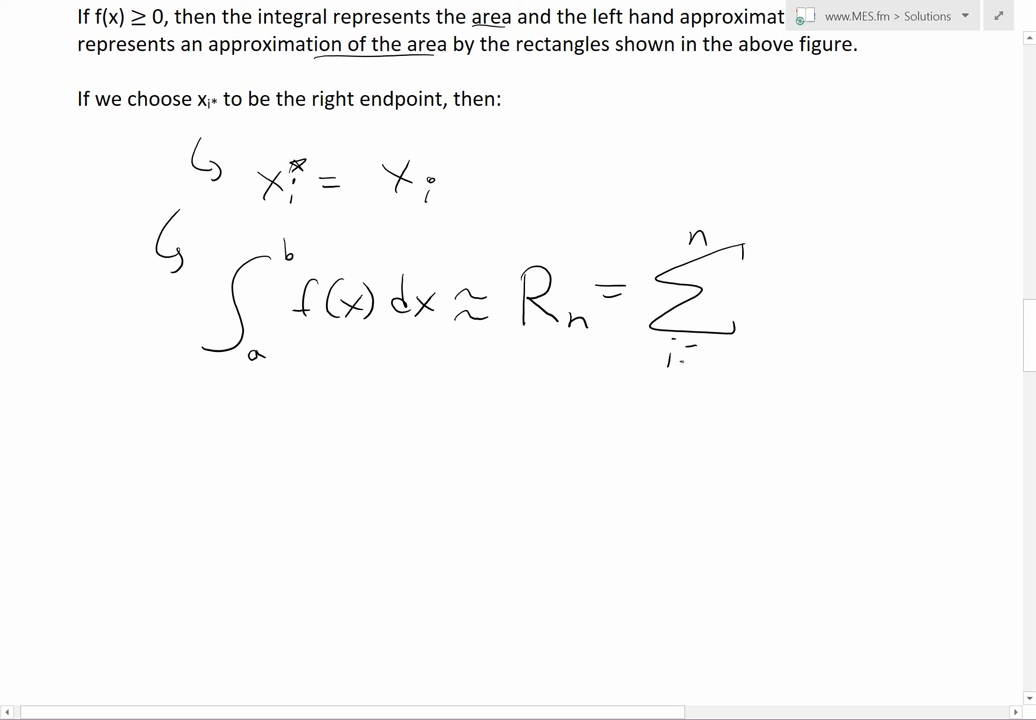 If f(x) ≥ 0, then the integral represents the area and the left hand approximat
www.MES.fm > Solutions
represents an approximation of the area by the rectangles shown in the above figure.
If we choose xᵢ* to be the right endpoint, then:
xᵢ* = xᵢ
∫ₐᵇ f(x) dx ≈ Rₙ = Σ n i=